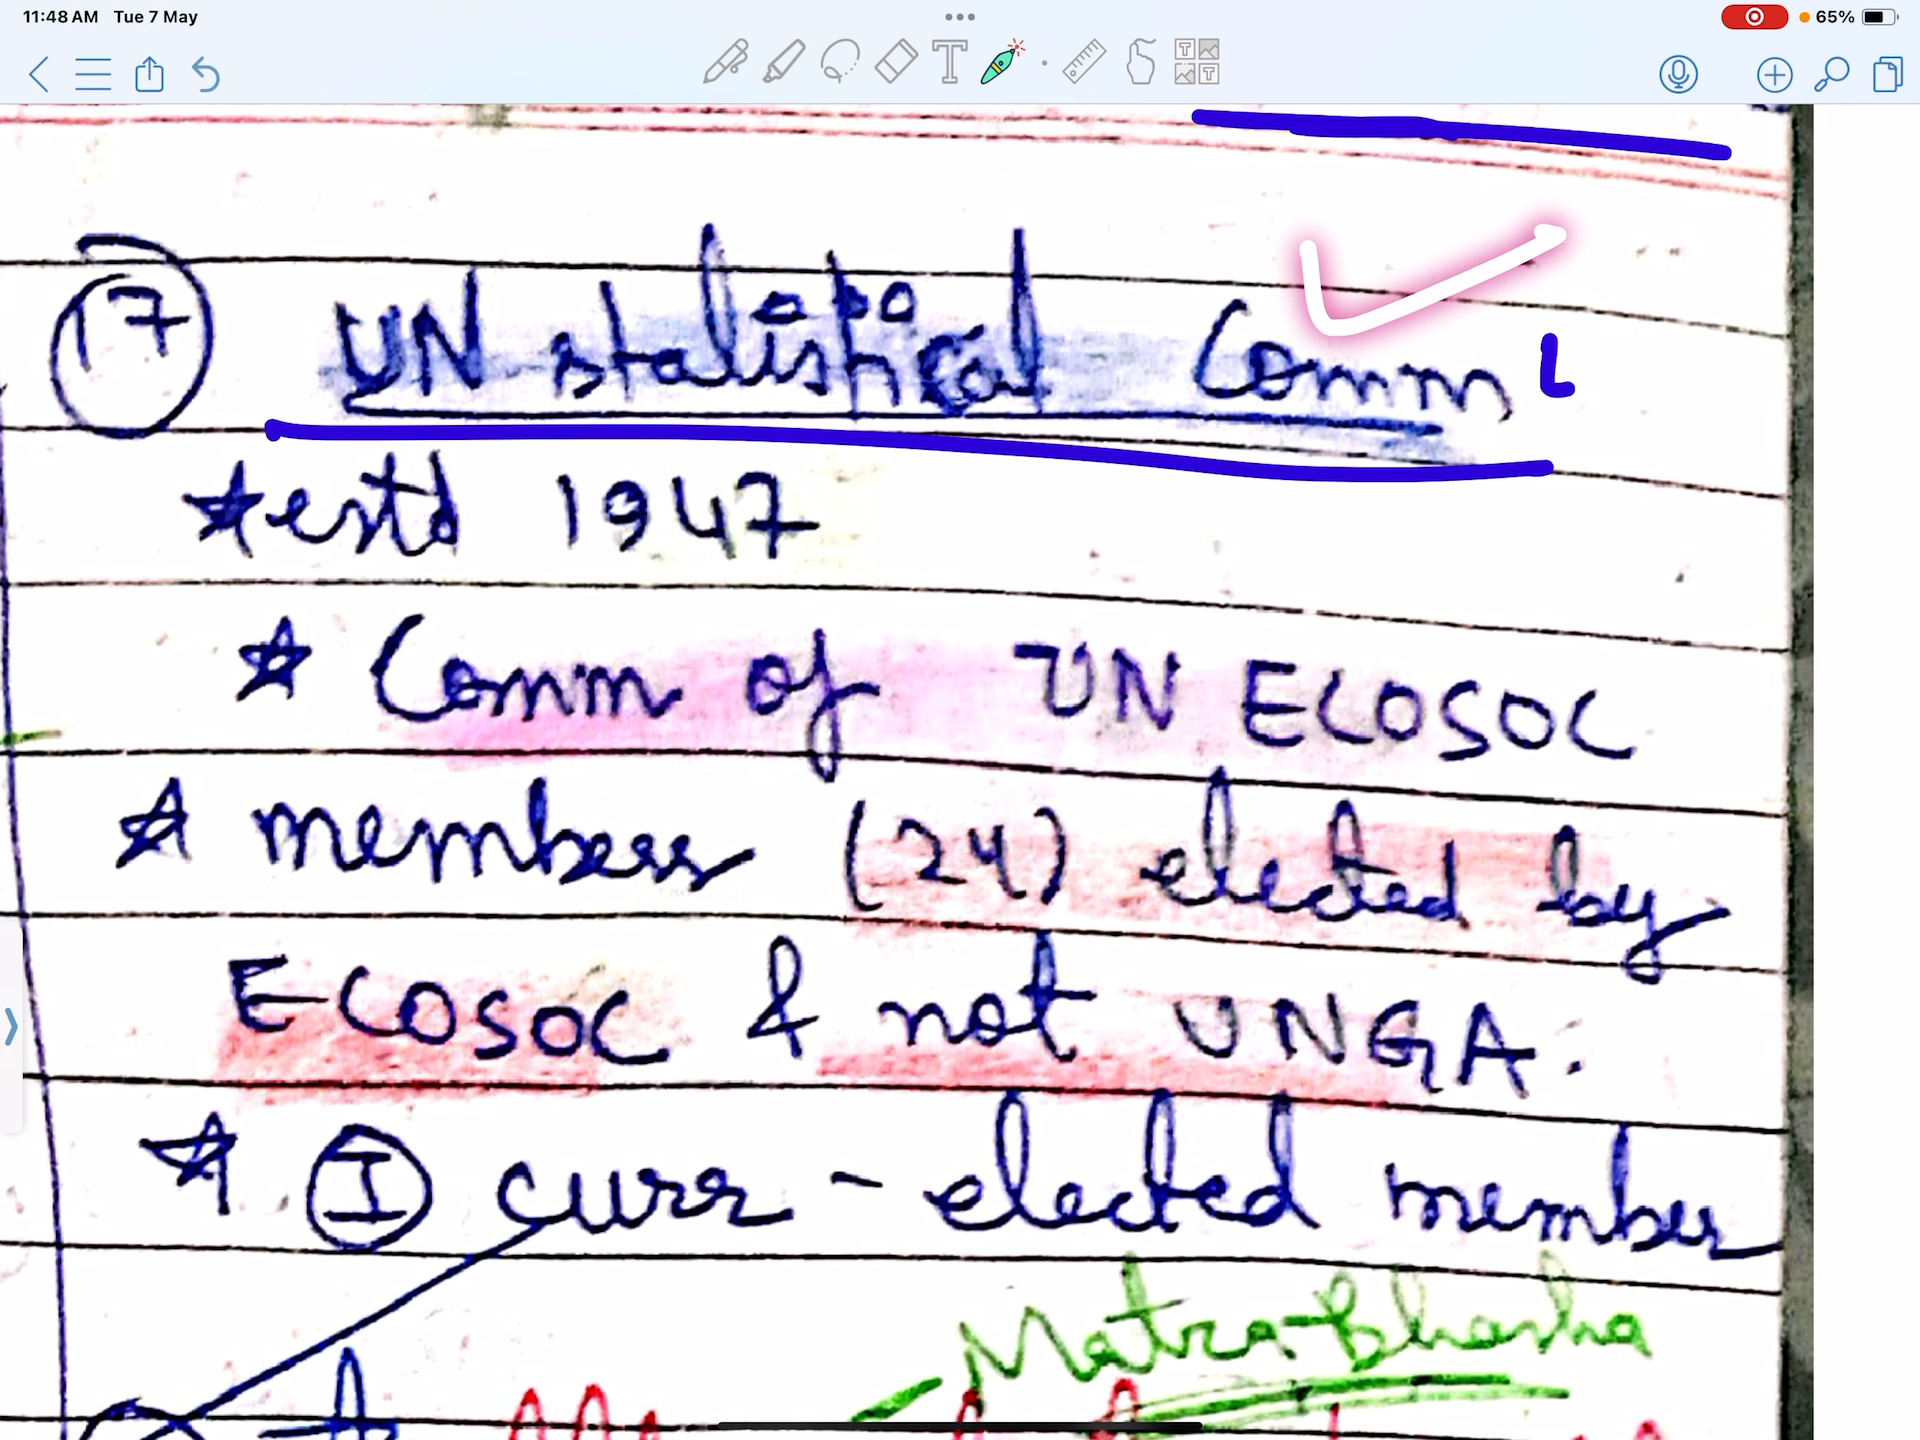 11:48 AM Tue 7 May
65%
17 UN statistical Comm
*estd 1947
* Comm of UN ECOSOC
* members (24) elected by
ECOSOC & not UNGA.
* I curr - elected member
Matra-Bhasha